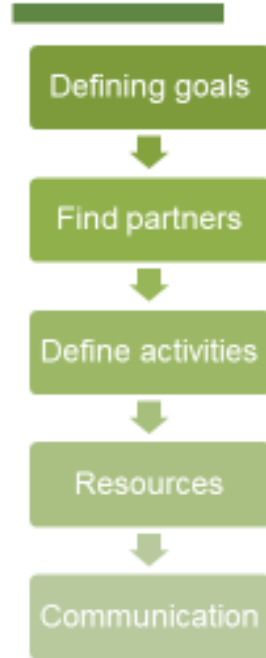 Defining goals
Find partners
Define activities
Resources
Communication